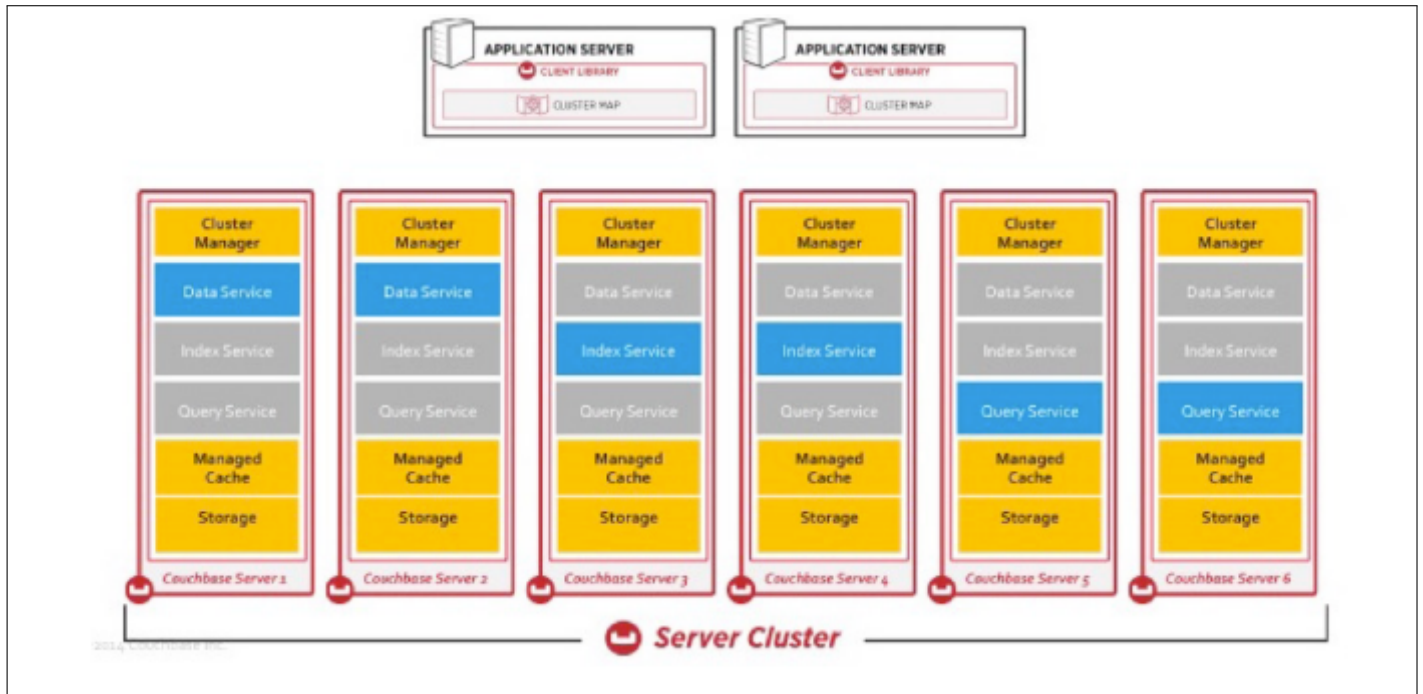 APPLICATION SERVER
CLIENT LIBRARY
CLUSTER MAP
APPLICATION SERVER
CLIENT LIBRARY
CLUSTER MAP
Cluster
Manager
Data Service
Index Service
Query Service
Managed
Cache
Storage
Couchbase Server 1
Cluster
Manager
Data Service
Index Service
Query Service
Managed
Cache
Storage
Couchbase Server 2
Cluster
Manager
Data Service
Index Service
Query Service
Managed
Cache
Storage
Couchbase Server 3
Cluster
Manager
Data Service
Index Service
Query Service
Managed
Cache
Storage
Couchbase Server 4
Cluster
Manager
Data Service
Index Service
Query Service
Managed
Cache
Storage
Couchbase Server 5
Cluster
Manager
Data Service
Index Service
Query Service
Managed
Cache
Storage
Couchbase Server 6
Server Cluster
2014 Couchbase Inc.